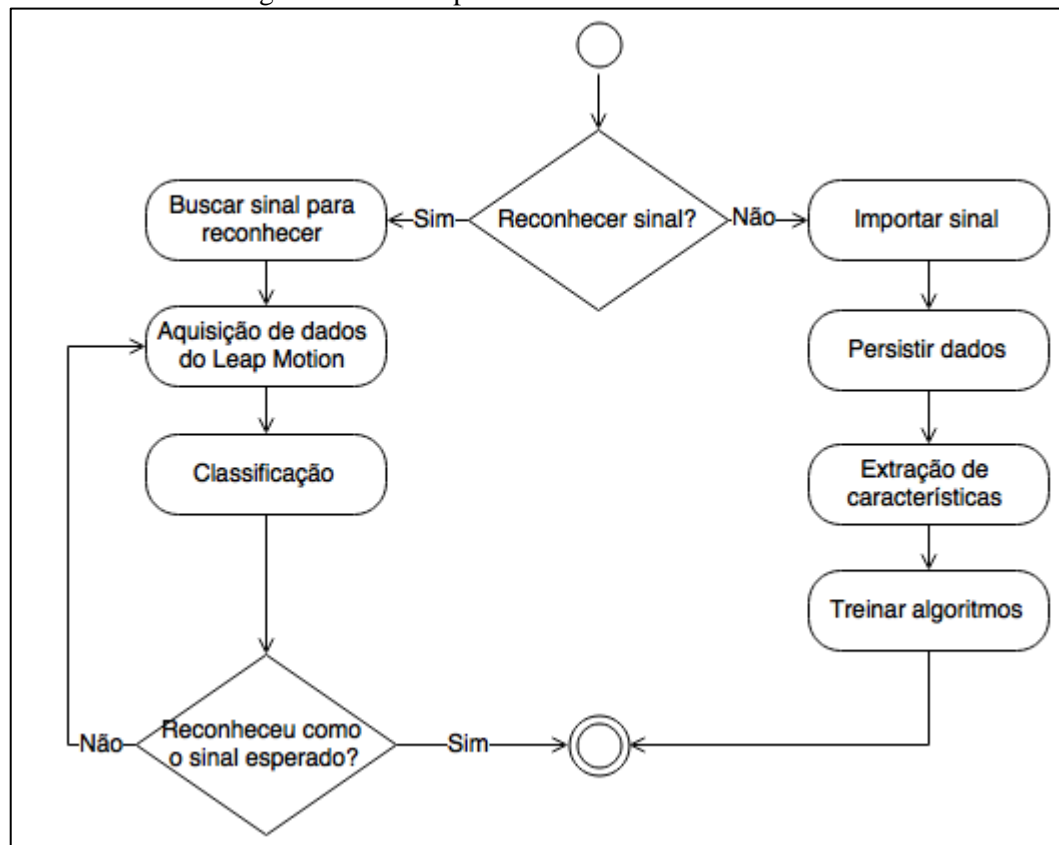 Reconhecer sinal?
Sim
Não
Buscar sinal para
reconhecer
Importar sinal
Aquisição de dados
do Leap Motion
Persistir dados
Classificação
Extração de
características
Treinar algoritmos
Reconheceu como
o sinal esperado?
Não
Sim